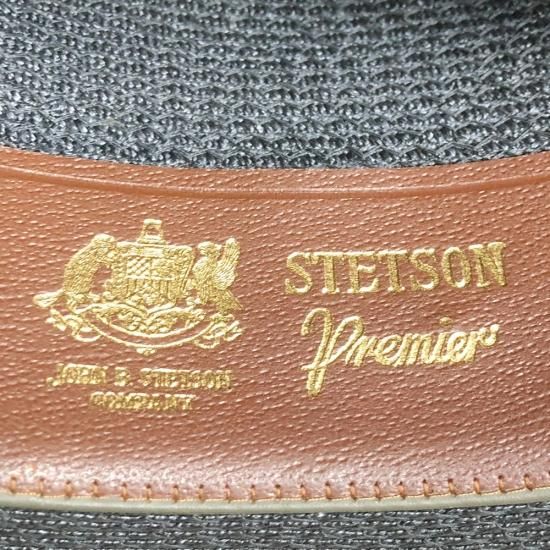 JOHN B. STETSON
COMPANY
STETSON
Premier